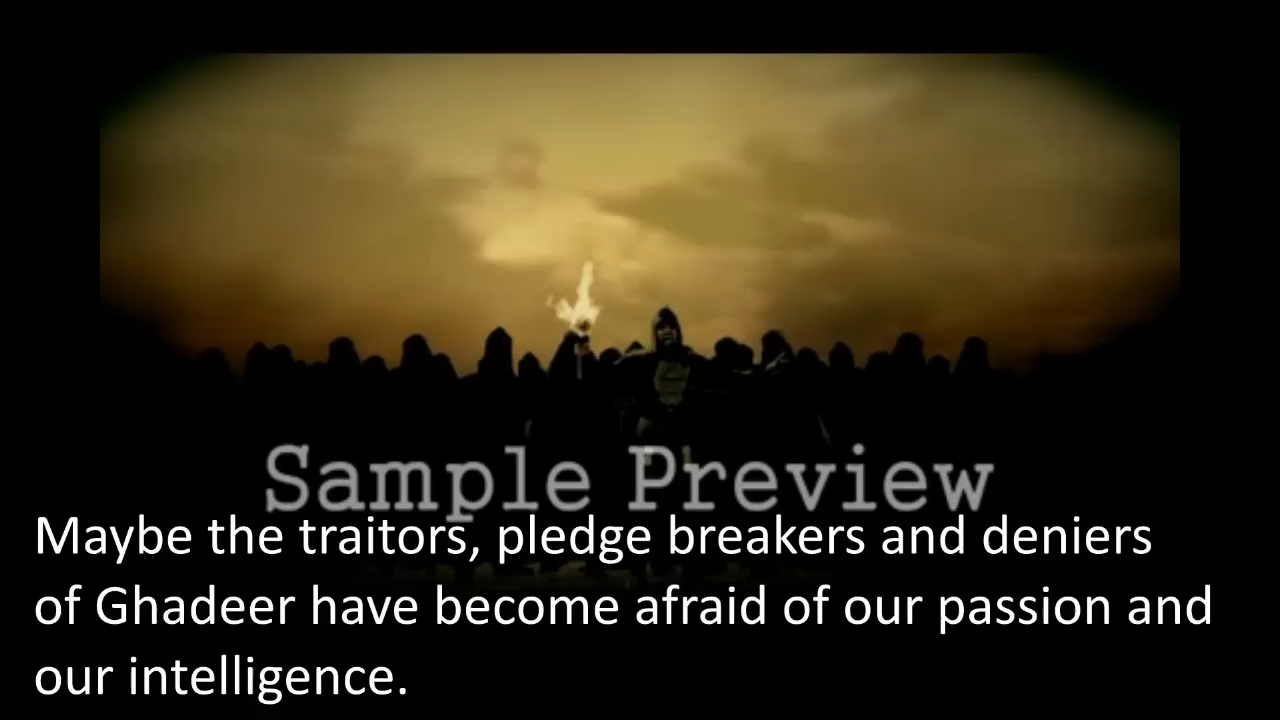 Sample Preview
Maybe the traitors, pledge breakers and deniers
of Ghadeer have become afraid of our passion and
our intelligence.